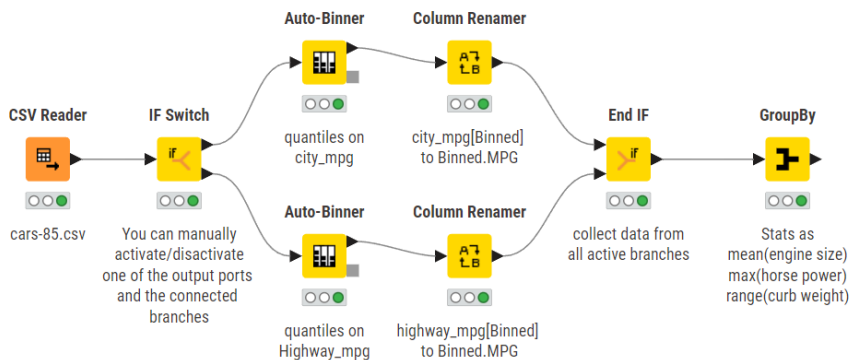 Auto-Binner
Column Renamer
A
B
quantiles on
city_mpg
city_mpg[Binned]
to Binned.MPG
CSV Reader
IF Switch
End IF
GroupBy
if
if
cars-85.csv
You can manually
activate/disactivate
one of the output ports
and the connected
branches
collect data from
all active branches
Stats as
mean(engine size)
max(horse power)
range(curb weight)
Auto-Binner
Column Renamer
A
B
quantiles on
Highway_mpg
highway_mpg[Binned]
to Binned.MPG